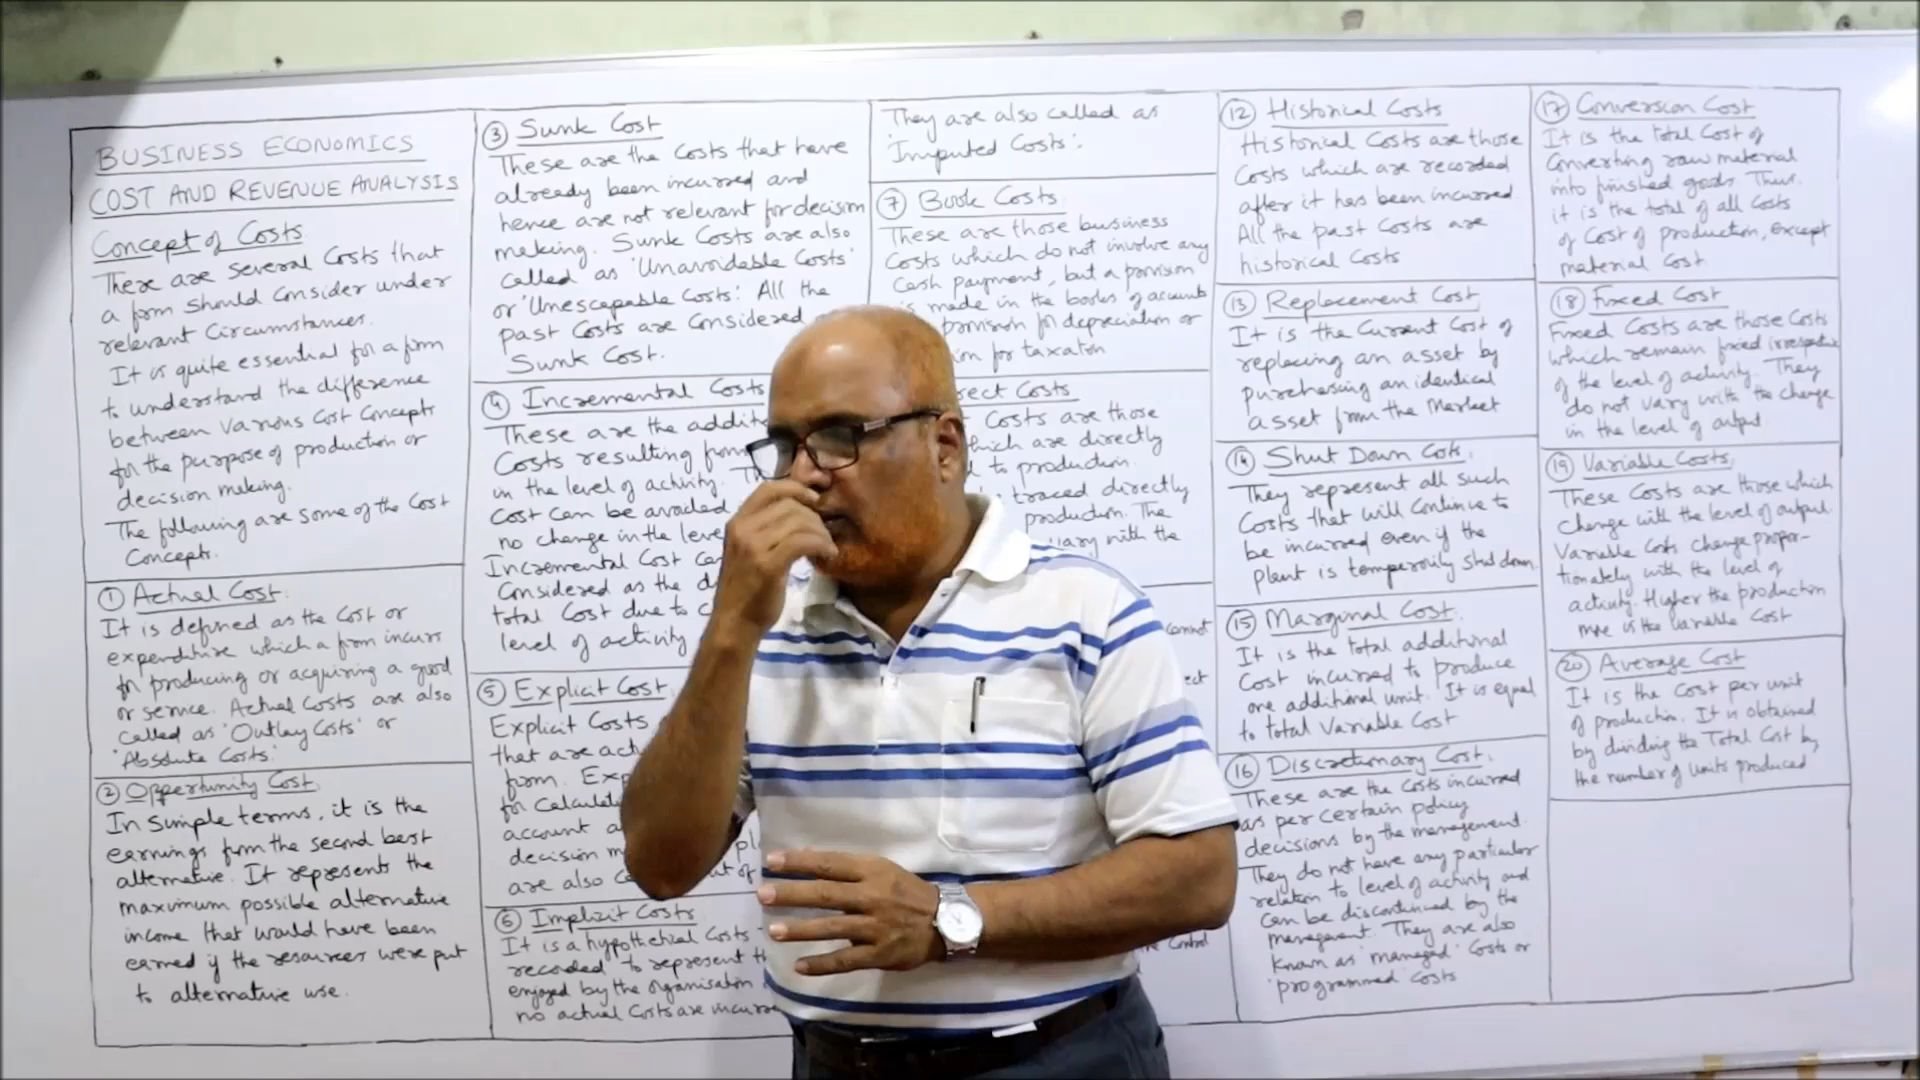 BUSINESS ECONOMICS
COST AND REVENUE ANALYSIS
Concept of Costs
There are several Costs that
a firm should Consider under
relevant Circumstances.
It is quite essential for a firm
to understand the difference
between various Cost Concepts
for the purpose of production or
decision making.
The following are some of the Cost
Concepts.
① Actual Cost.
It is defined as the Cost or
expenditure which a firm incurs
for producing or acquiring a good
or service. Actual Costs are also
called as 'Outlay Costs' or
'Absolute Costs'.
② Opportunity Cost.
In Simple terms, it is the
earnings from the second best
alternative. It represents the
maximum possible alternative
income that would have been
earned if the resources were put
to alternative use.
③ Sunk Cost
These are the Costs that have
already been incurred and
hence are not relevant for decision
making. Sunk Costs are also
called as 'Unavoidable Costs'
or 'Unescapable Costs'. All the
past Costs are Considered
Sunk Cost.
④ Incremental Costs
These are the addit
Costs resulting from
in the level of activity. Th
Cost can be availed
no change in the leve
Incremental Cost ca
Considered as the d
total Cost due to c
level of activity
⑤ Explicit Cost.
Explicit Costs
that are act
firm. Exp
for Calculat
account a
decision m
are also ca
⑥ Implicit Costs
It is a hypothetical Costs
recorded to represent th
enjoyed by the organisation
no actual Costs are incurre
They are also called as
'Imputed Costs'.
⑦ Book Costs
These are those business
Costs which do not involve any
Cash payment, but a provision
is made in the books of accounts
provision for depreciation or
for taxation
rect Costs
Costs are those
which are directly
d to production.
traced directly
production. The
vary with the
cannot
ect
Control
⑫ Historical Costs
Historical Costs are those
Costs which are recorded
after it has been incurred
All the past Costs are
historical Costs
⑬ Replacement Cost
It is the Current Cost of
replacing an asset by
purchasing an identical
asset from the Market
⑭ Shut Down Costs.
They represent all such
Costs that will Continue to
be incurred even if the
plant is temporily shut down.
⑮ Marginal Cost.
It is the total additional
Cost incurred to produce
one additional unit. It is equal
to total Variable Cost
⑯ Discretionary Cost.
These are the Costs incurred
as per certain policy
decisions by the management.
They do not have any particular
relation to level of activity and
Can be discontinued by the
management. They are also
known as 'managed' Costs or
'programmed' Costs
⑰ Conversion Cost
It is the total Cost of
Converting raw material
into finished goods. Thus
it is the total of all Costs
of Cost of production, except
material Cost
⑱ Fixed Cost
Fixed Costs are those Costs
which remain fixed irrespective
of the level of activity. They
do not vary with the change
in the level of output
⑲ Variable Costs.
These Costs are those which
change with the level of output.
Variable Costs change propor-
tionately with the level of
activity. Higher the production
more is the variable Cost
⑳ Average Cost
It is the Cost per unit
of production. It is obtained
by dividing the Total Cost by
the number of units produced